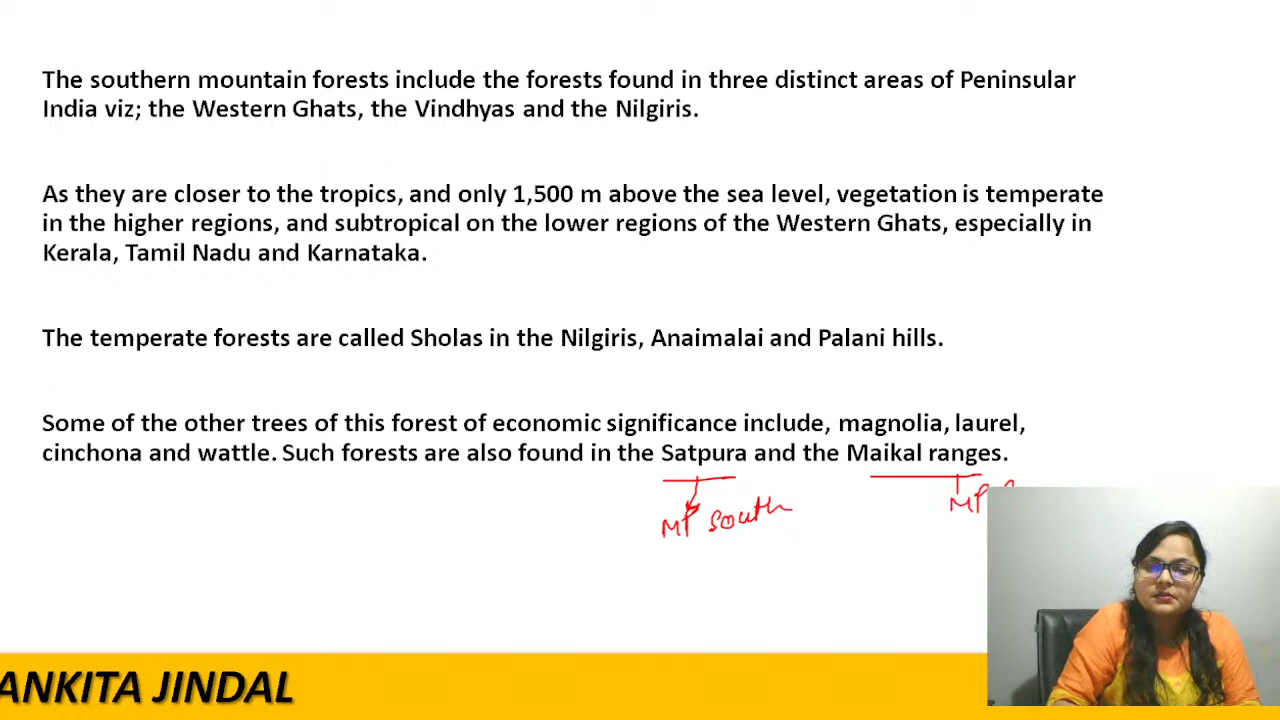 The southern mountain forests include the forests found in three distinct areas of Peninsular
India viz; the Western Ghats, the Vindhyas and the Nilgiris.
As they are closer to the tropics, and only 1,500 m above the sea level, vegetation is temperate
in the higher regions, and subtropical on the lower regions of the Western Ghats, especially in
Kerala, Tamil Nadu and Karnataka.
The temperate forests are called Sholas in the Nilgiris, Anaimalai and Palani hills.
Some of the other trees of this forest of economic significance include, magnolia, laurel,
cinchona and wattle. Such forests are also found in the Satpura and the Maikal ranges.
MP South
MP
ANKITA JINDAL